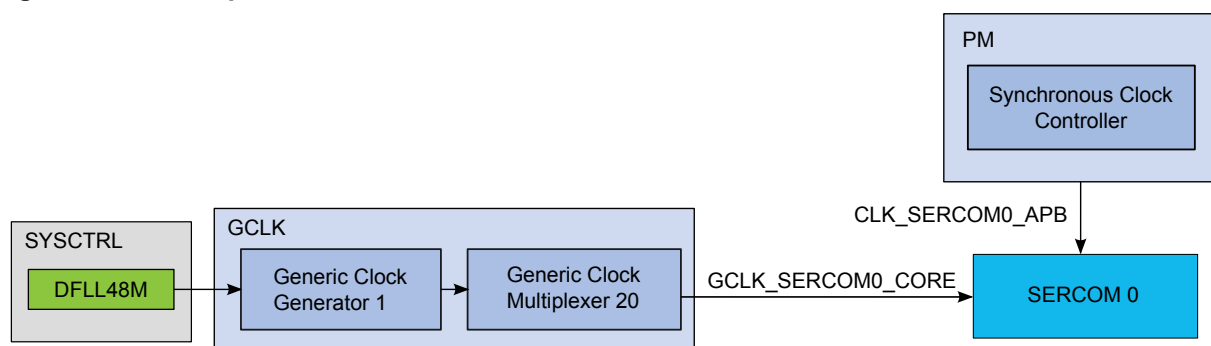 PM
Synchronous Clock
Controller
CLK_SERCOM0_APB
SYSCTRL
DFLL48M
GCLK
Generic Clock
Generator 1
Generic Clock
Multiplexer 20
GCLK_SERCOM0_CORE
SERCOM 0